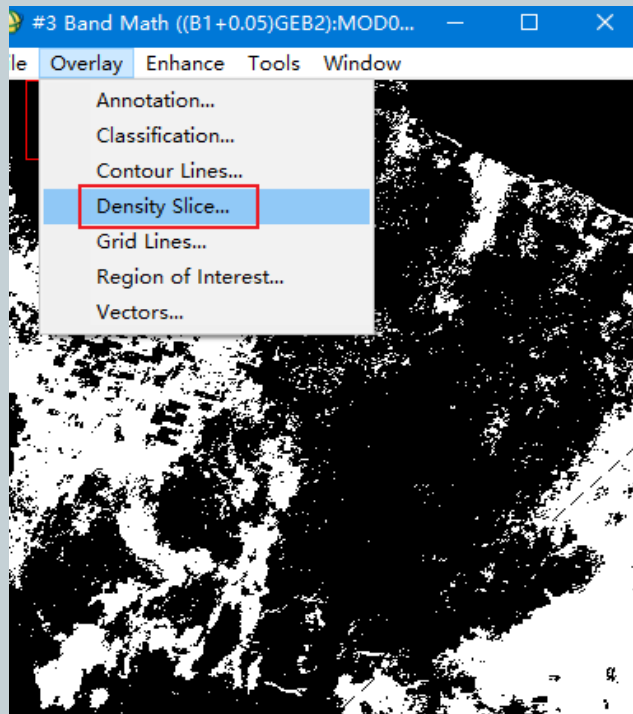 #3 Band Math ((B1+0.05)GEB2):MOD0...
le Overlay Enhance Tools Window
Annotation...
Classification...
Contour Lines...
Density Slice...
Grid Lines...
Region of Interest...
Vectors...